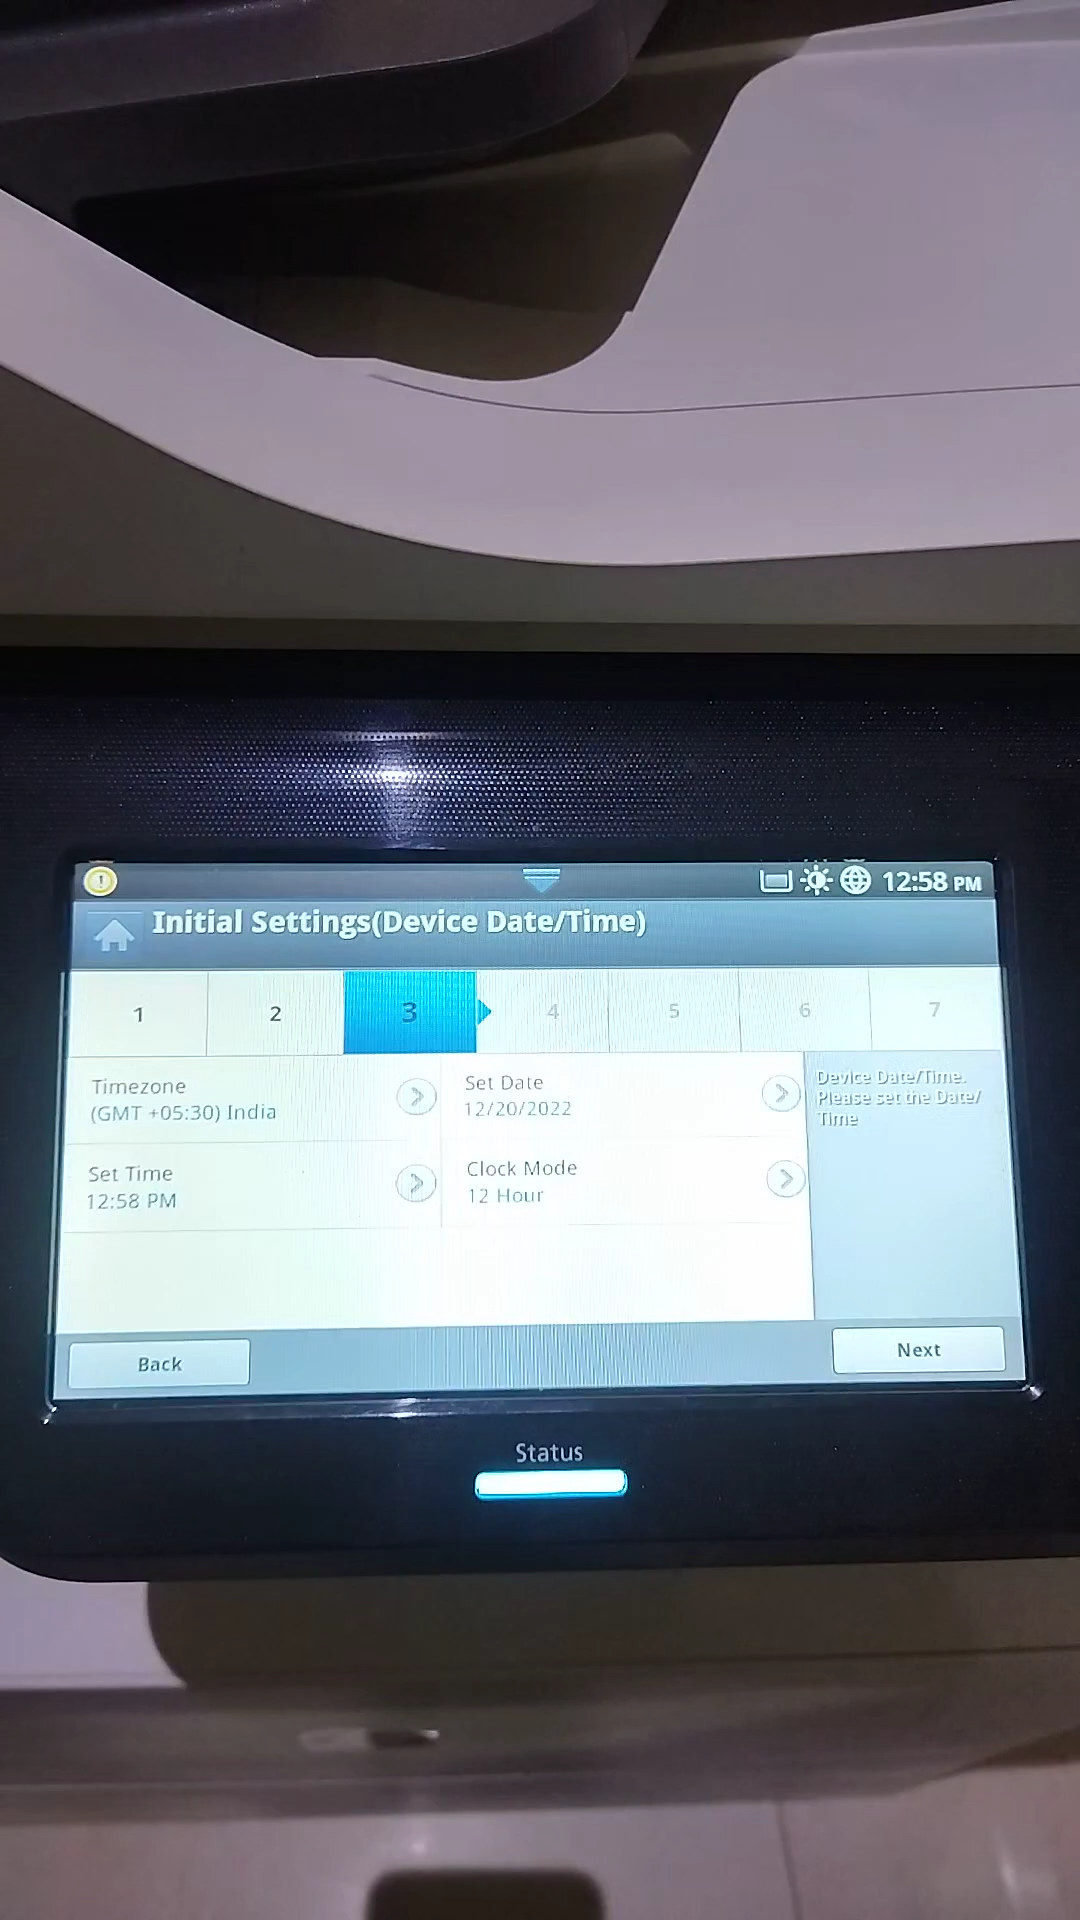 12:58 PM
Initial Settings(Device Date/Time)
1 2 3 4 5 6 7
Timezone
(GMT +05:30) India
Set Date
12/20/2022
Set Time
12:58 PM
Clock Mode
12 Hour
Device Date/Time.
Please set the Date/
Time
Back
Next
Status